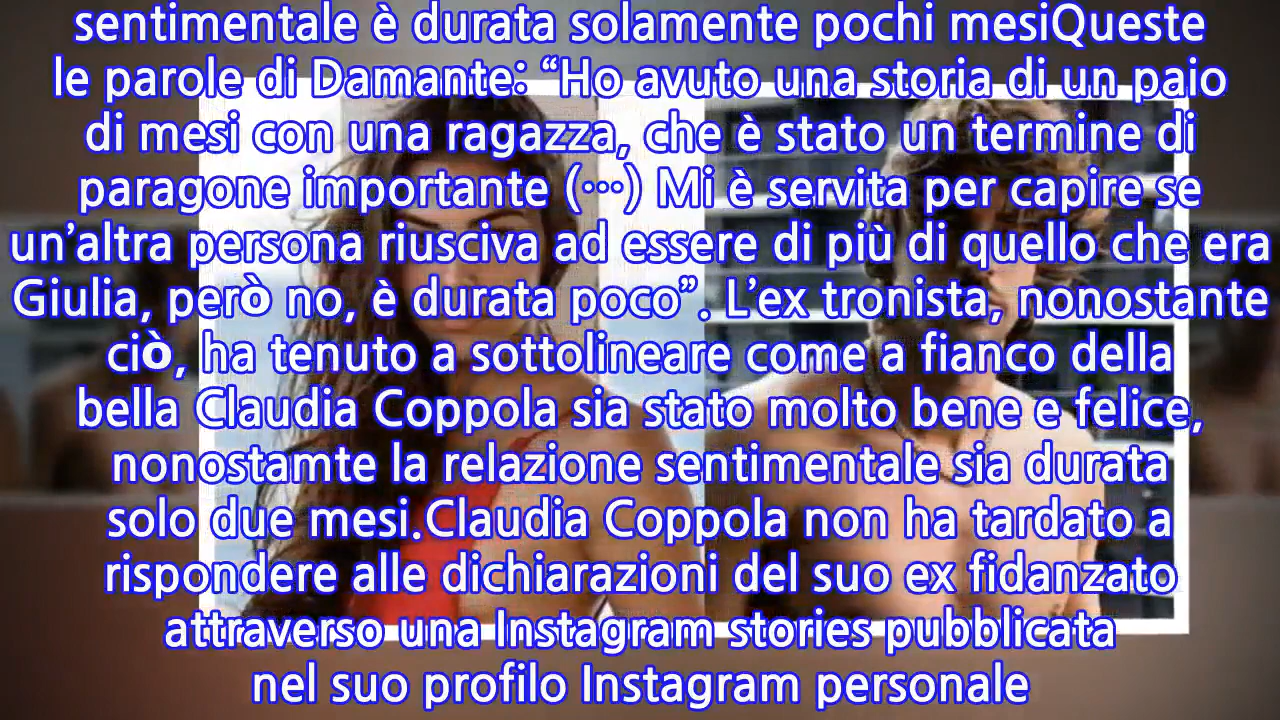 sentimentale è durata solamente pochi mesiQueste
le parole di Damante: “Ho avuto una storia di un paio
di mesi con una ragazza, che è stato un termine di
paragone importante (…) Mi è servita per capire se
un’altra persona riusciva ad essere di più di quello che era
Giulia, però no, è durata poco”. L’ex tronista, nonostante
ciò, ha tenuto a sottolineare come a fianco della
bella Claudia Coppola sia stato molto bene e felice,
nonostamte la relazione sentimentale sia durata
solo due mesi.Claudia Coppola non ha tardato a
rispondere alle dichiarazioni del suo ex fidanzato
attraverso una Instagram stories pubblicata
nel suo profilo Instagram personale